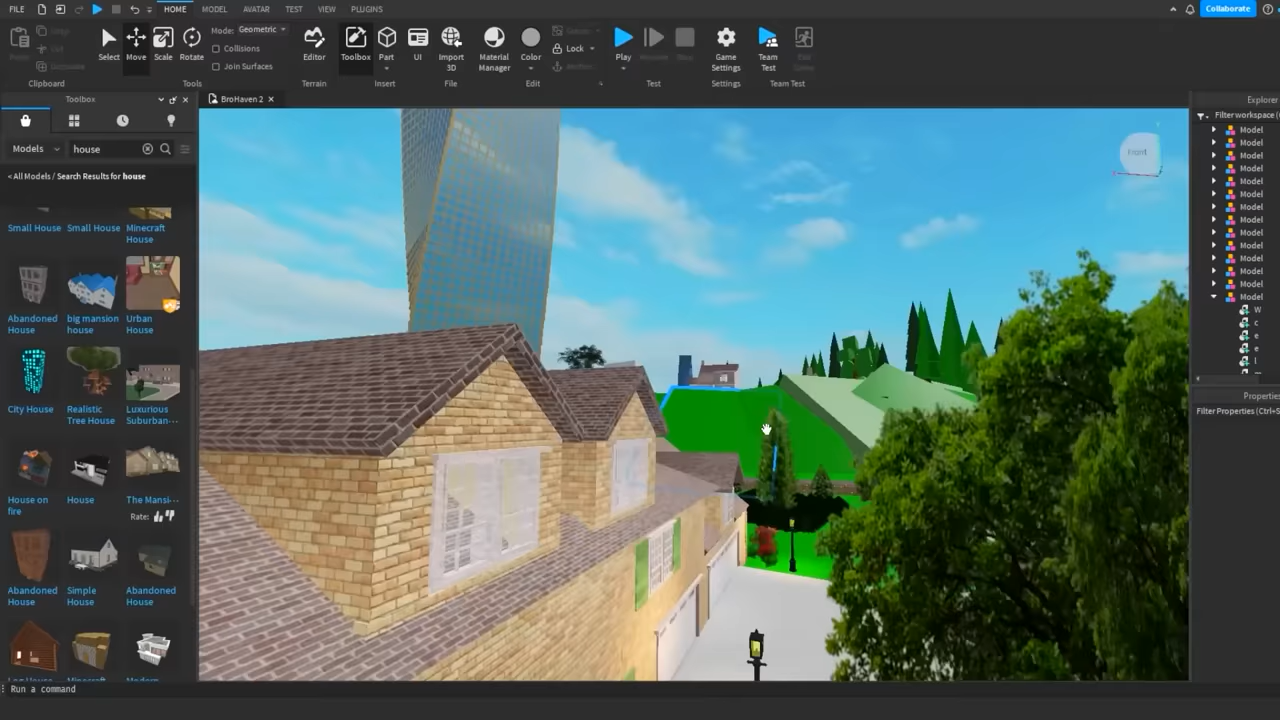 FILE
HOME MODEL AVATAR TEST VIEW PLUGINS
Collaborate
Select Move Scale Rotate
Mode: Geometric
Collisions
Join Surfaces
Editor Toolbox Part UI Import 3D Material Manager Color
Lock
Play Game Settings Team Test
Clipboard Tools Terrain Insert File Edit Test Settings Team Test
Toolbox
BroHaven 2
Explorer
Filter workspace (
Models house
< All Models / Search Results for house
Small House
Small House
Minecraft House
Abandoned House
big mansion house
Urban House
City House
Realistic Tree House
Luxurious Suburban···
House on fire
House
The Mansi···
Rate:
Abandoned House
Simple House
Abandoned House
Front
Model
Model
Model
Model
Model
Model
Model
Model
Model
Model
Model
Model
Model
Model
W
c
e
e
l
Properties
Filter Properties (Ctrl+S
Run a command